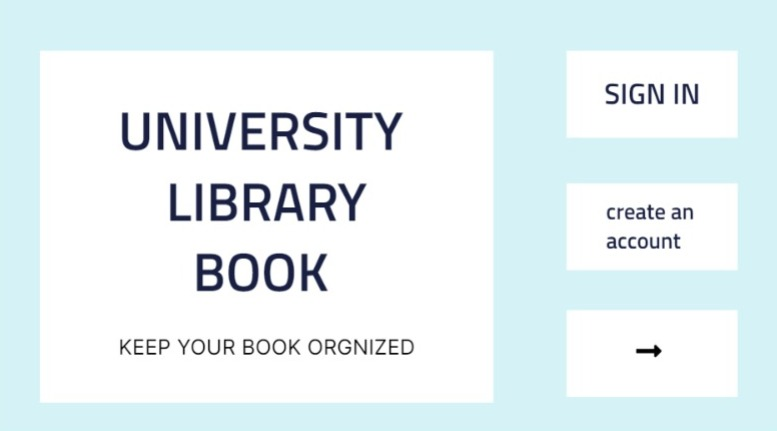 UNIVERSITY
LIBRARY
BOOK
KEEP YOUR BOOK ORGNIZED
SIGN IN
create an
account